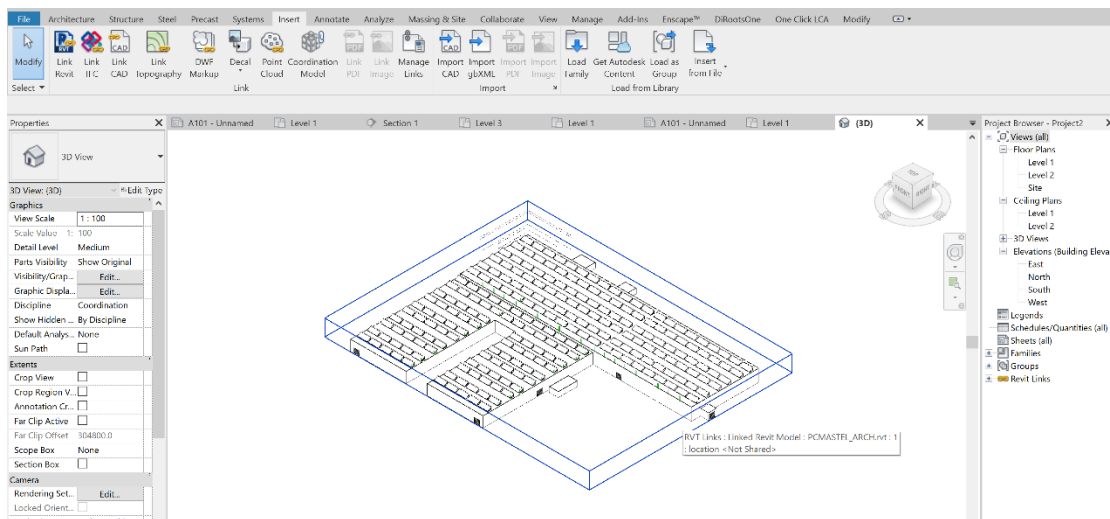 File Architecture Structure Steel Precast Systems Insert Annotate Analyze Massing & Site Collaborate View Manage Add-Ins Enscape™ DiRootsOne One Click LCA Modify
Modify
Link Revit
Link IFC
Link CAD
Link Topography
DWF Markup
Decal
Point Cloud
Coordination Model
Link PDF
Link Image
Manage Links
Import CAD
Import gbXML
Import PDF
Import Image
Load Family
Get Autodesk Content
Load as Group
Insert from File
Select
Link
Import
Load from Library
Properties
A101 - Unnamed
Level 1
Section 1
Level 3
Level 1
A101 - Unnamed
Level 1
(3D)
3D View
3D View: {3D}
Edit Type
Graphics
View Scale 1 : 100
Scale Value 1: 100
Detail Level Medium
Parts Visibility Show Original
Visibility/Grap... Edit...
Graphic Displa... Edit...
Discipline Coordination
Show Hidden ... By Discipline
Default Analys... None
Sun Path
Extents
Crop View
Crop Region V...
Annotation Cr...
Far Clip Active
Far Clip Offset 304800.0
Scope Box None
Section Box
Camera
Rendering Set... Edit...
Locked Orient...
FRONT
RVT Links : Linked Revit Model : PCMASTEL_ARCH.rvt : 1
: location <Not Shared>
Project Browser - Project2
Views (all)
Floor Plans
Level 1
Level 2
Site
Ceiling Plans
Level 1
Level 2
3D Views
Elevations (Building Eleva
East
North
South
West
Legends
Schedules/Quantities (all)
Sheets (all)
Families
Groups
Revit Links